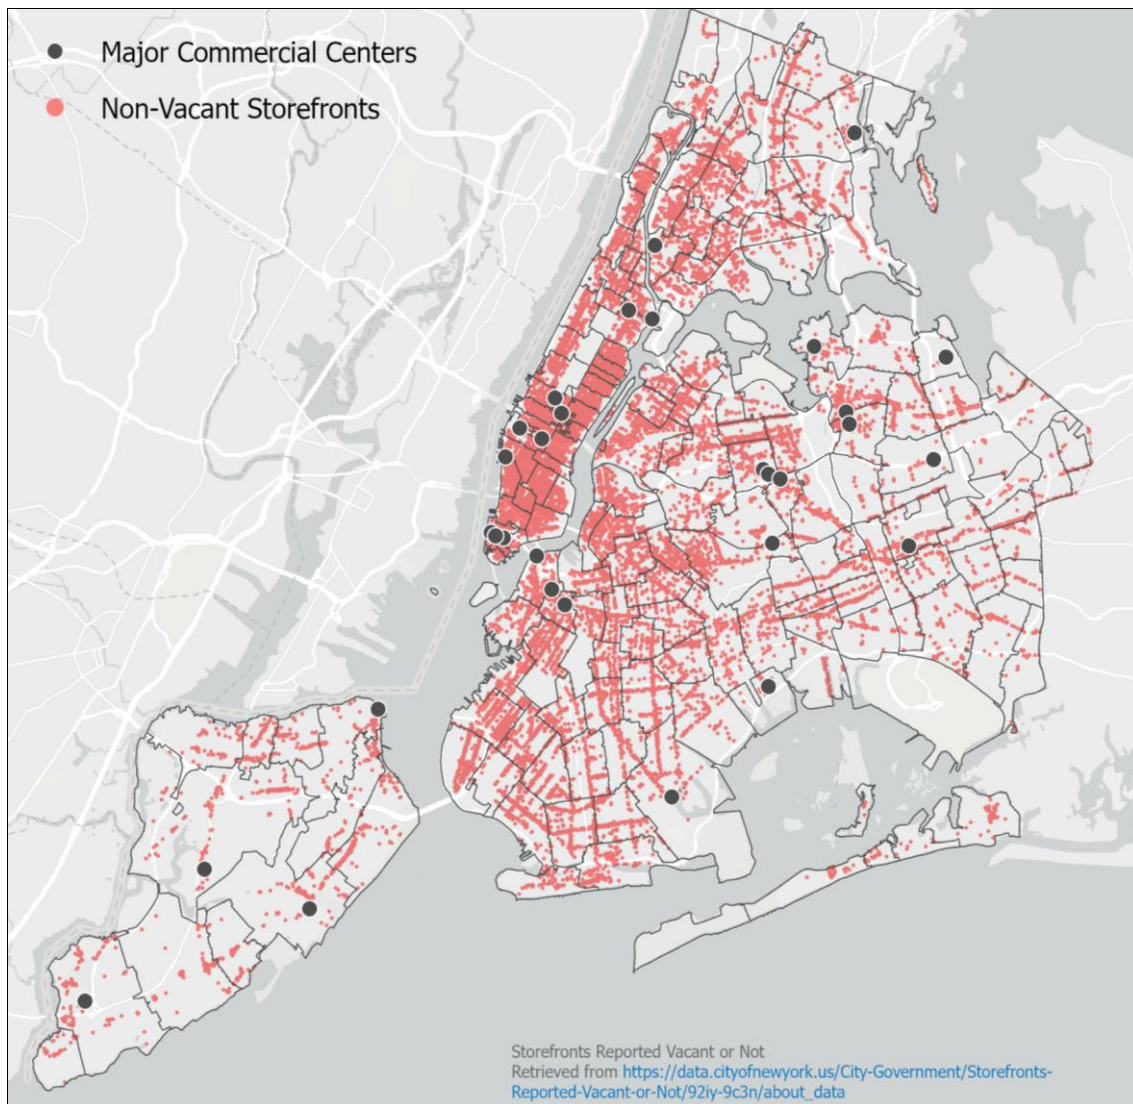 Major Commercial Centers
Non-Vacant Storefronts
Storefronts Reported Vacant or Not
Retrieved from https://data.cityofnewyork.us/City-Government/Storefronts-
Reported-Vacant-or-Not/92iy-9c3n/about_data